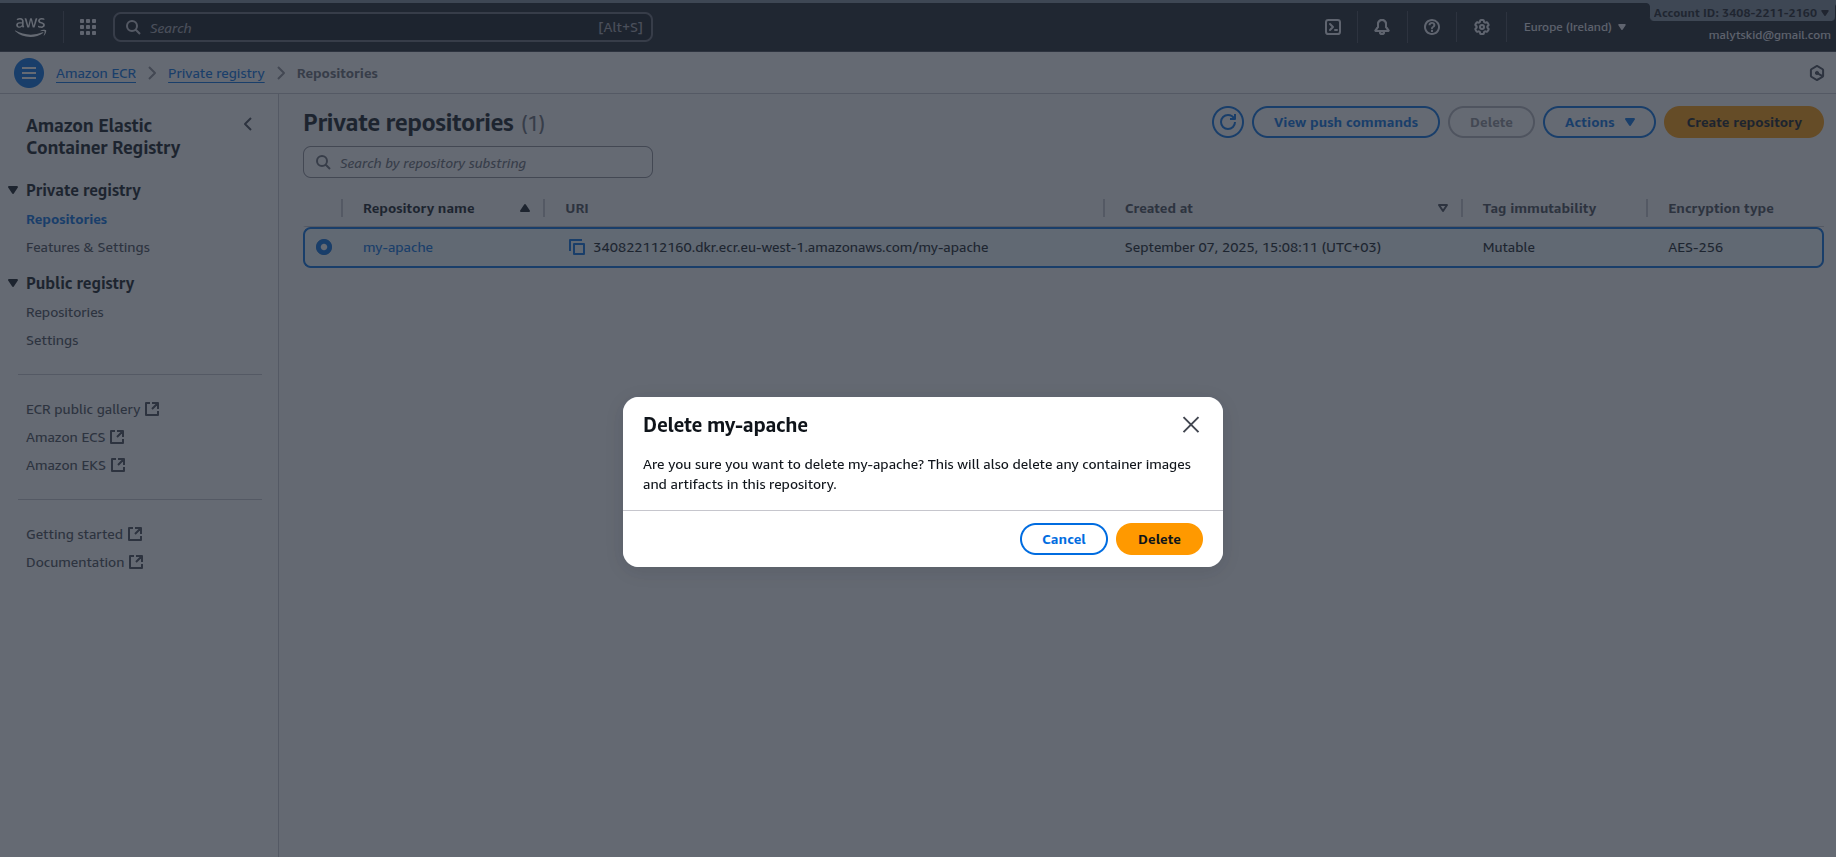 aws
Search
[Alt+S]
Europe (Ireland)
Account ID: 3408-2211-2160
malytskid@gmail.com
Amazon ECR
Private registry
Repositories
Amazon Elastic
Container Registry
Private registry
Repositories
Features & Settings
Public registry
Repositories
Settings
ECR public gallery
Amazon ECS
Amazon EKS
Getting started
Documentation
Private repositories (1)
View push commands
Delete
Actions
Create repository
Search by repository substring
Repository name
URI
Created at
Tag immutability
Encryption type
my-apache
340822112160.dkr.ecr.eu-west-1.amazonaws.com/my-apache
September 07, 2025, 15:08:11 (UTC+03)
Mutable
AES-256
Delete my-apache
Are you sure you want to delete my-apache? This will also delete any container images
and artifacts in this repository.
Cancel
Delete